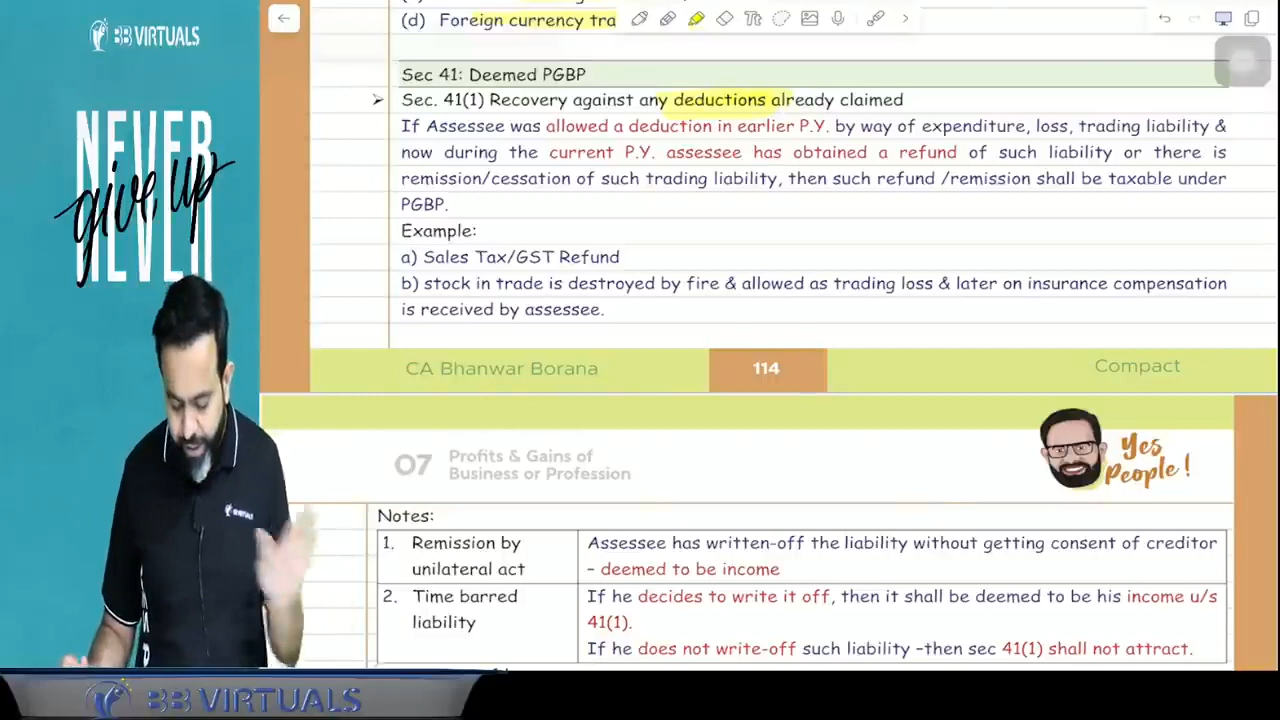 (d) Foreign currency tra
BB VIRTUALS
Sec 41: Deemed PGBP
➢ Sec. 41(1) Recovery against any deductions already claimed
If Assessee was allowed a deduction in earlier P.Y. by way of expenditure, loss, trading liability &
now during the current P.Y. assessee has obtained a refund of such liability or there is
remission/cessation of such trading liability, then such refund /remission shall be taxable under
PGBP.
Example:
a) Sales Tax/GST Refund
b) stock in trade is destroyed by fire & allowed as trading loss & later on insurance compensation
is received by assessee.
NEVER
give up
NEVER
CA Bhanwar Borana 114 Compact
07 Profits & Gains of
Business or Profession
Yes
People!
Notes:
1. Remission by
unilateral act
Assessee has written-off the liability without getting consent of creditor
– deemed to be income
2. Time barred
liability
If he decides to write it off, then it shall be deemed to be his income u/s
41(1).
If he does not write-off such liability –then sec 41(1) shall not attract.
BB VIRTUALS